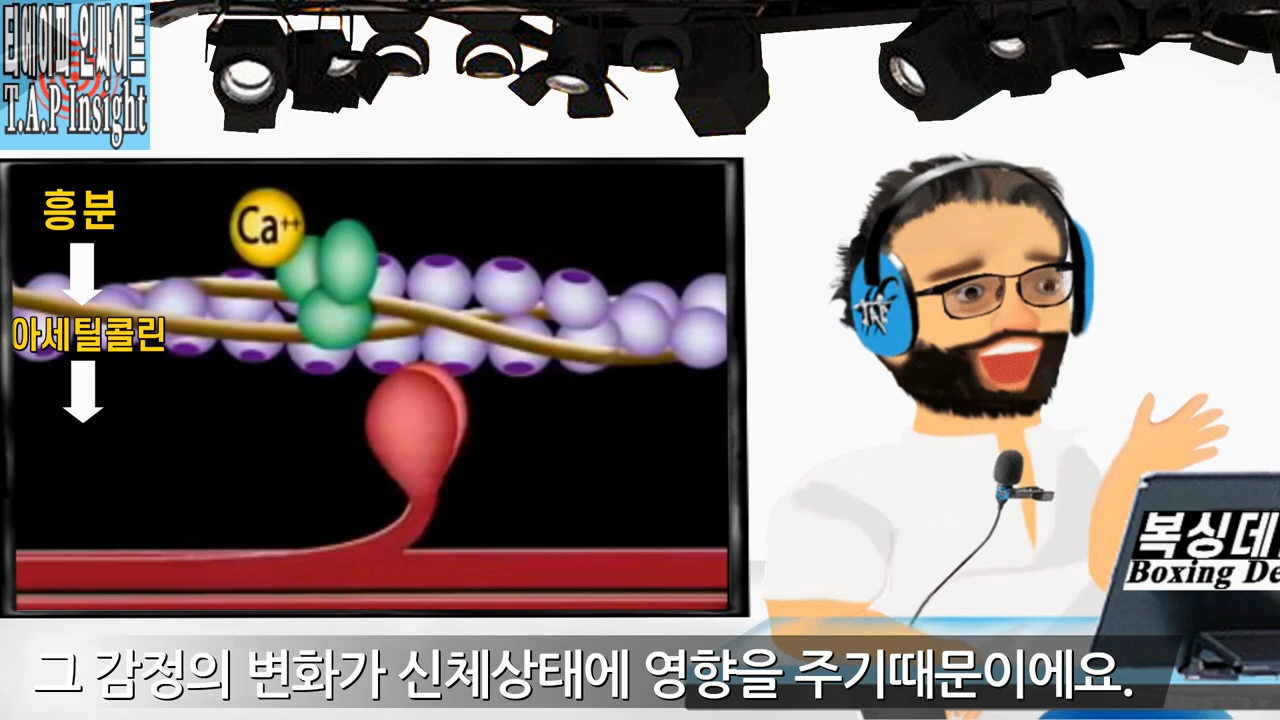 티에이피 인싸이트
T.A.P Insight
흥분
Ca++
아세틸콜린
TAP
복싱데
Boxing De
그 감정의 변화가 신체상태에 영향을 주기때문이에요.